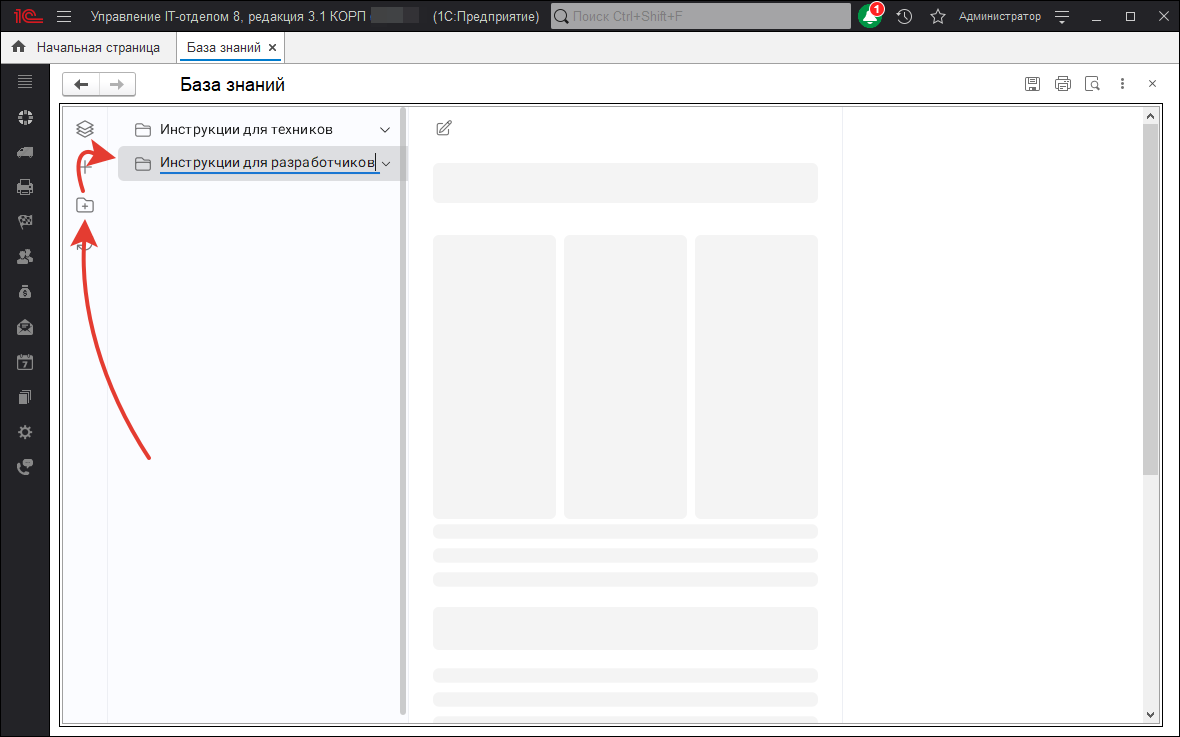 1С Управление IT-отделом 8, редакция 3.1 КОРП (1С:Предприятие) Поиск Ctrl+Shift+F 1 Администратор
Начальная страница База знаний
База знаний
Инструкции для техников
Инструкции для разработчиков
7